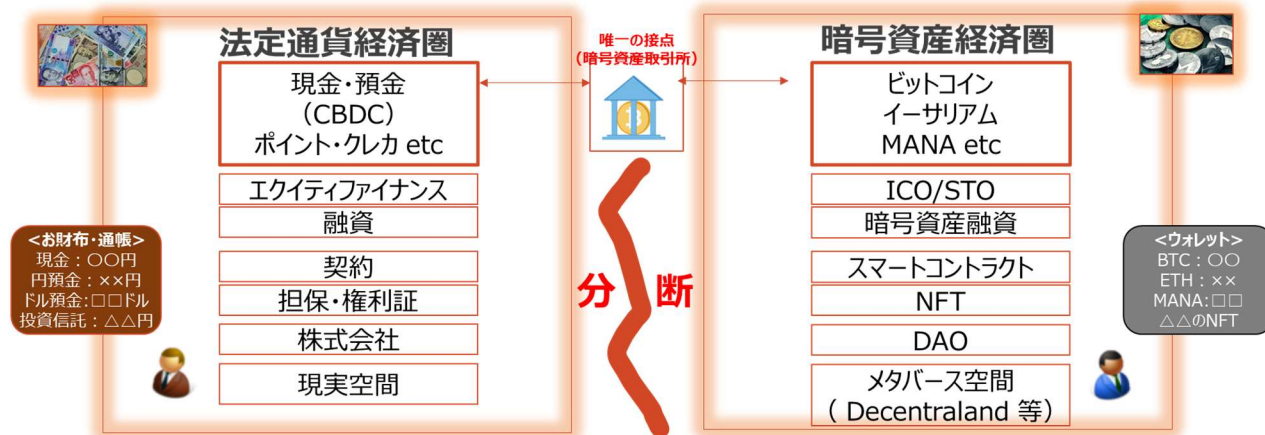 法定通貨経済圏
現金・預金
（CBDC）
ポイント・クレカ etc
エクイティファイナンス
融資
契約
担保・権利証
株式会社
現実空間
<お財布・通帳>
現金：〇〇円
円預金：××円
ドル預金:□□ドル
投資信託：△△円
唯一の接点
（暗号資産取引所）
分 断
暗号資産経済圏
ビットコイン
イーサリアム
MANA etc
ICO/STO
暗号資産融資
スマートコントラクト
NFT
DAO
メタバース空間
（ Decentraland 等）
<ウォレット>
BTC：〇〇
ETH：××
MANA:□□
△△のNFT